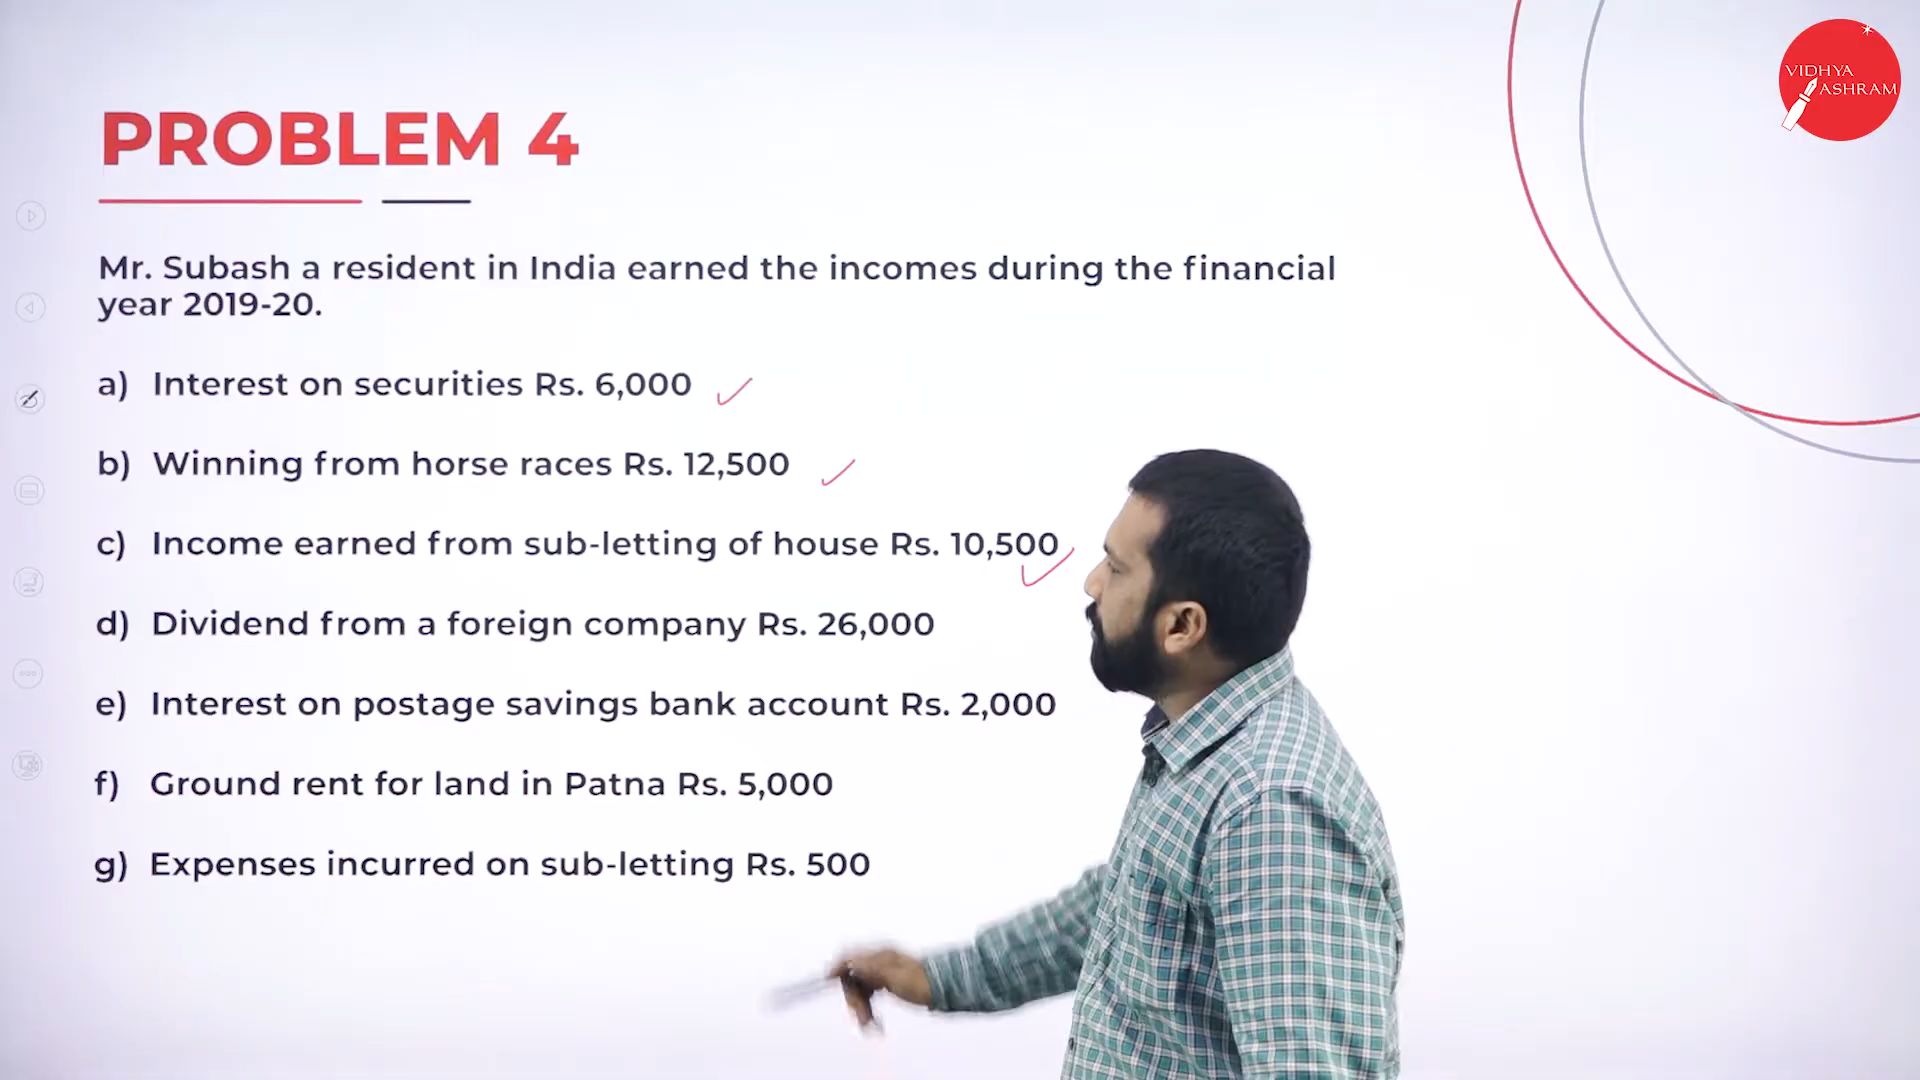 VIDHYA
ASHRAM
PROBLEM 4
Mr. Subash a resident in India earned the incomes during the financial
year 2019-20.
a) Interest on securities Rs. 6,000
b) Winning from horse races Rs. 12,500
c) Income earned from sub-letting of house Rs. 10,500
d) Dividend from a foreign company Rs. 26,000
e) Interest on postage savings bank account Rs. 2,000
f) Ground rent for land in Patna Rs. 5,000
g) Expenses incurred on sub-letting Rs. 500